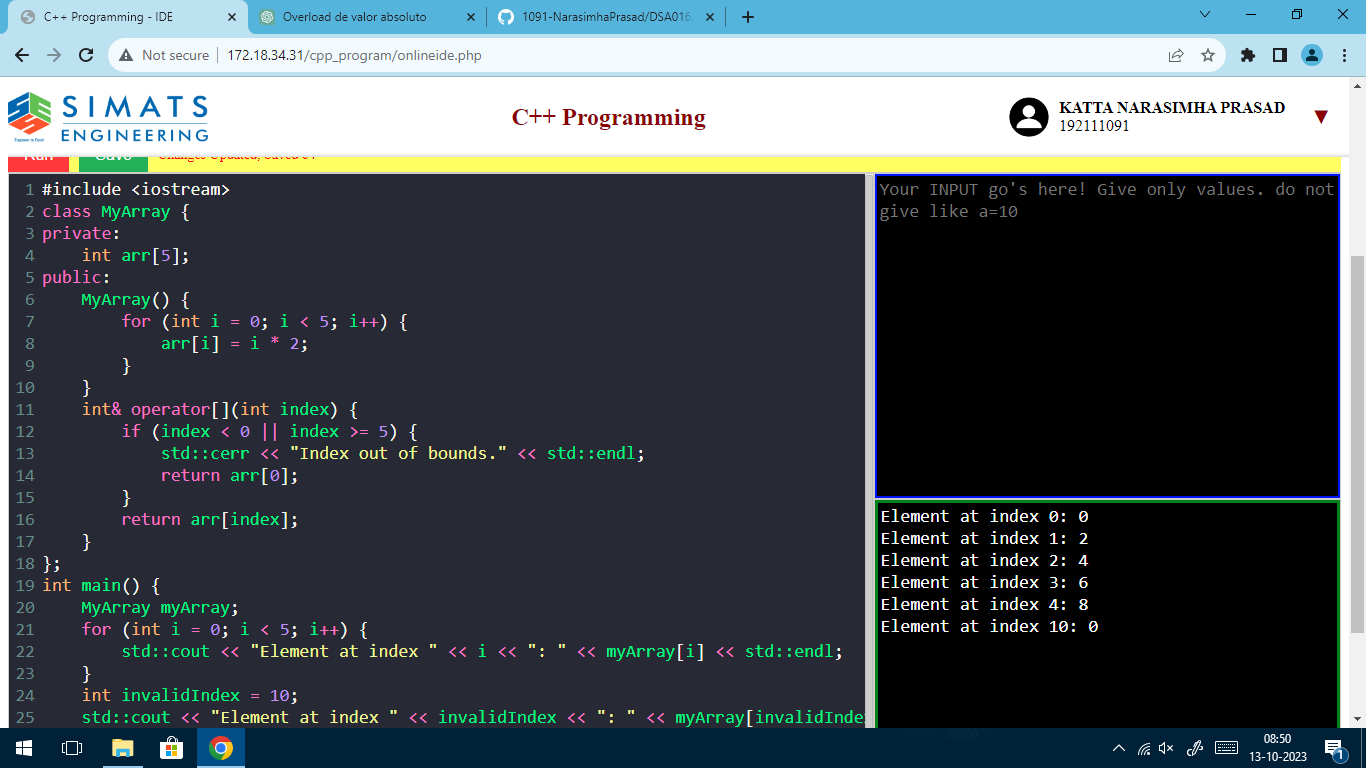 C++ Programming - IDE
Overload de valor absoluto
1091-NarasimhaPrasad/DSA016
Not secure
172.18.34.31/cpp_program/onlineide.php
SIMATS
ENGINEERING
Engineer to Excel
C++ Programming
KATTA NARASIMHA PRASAD
192111091
Run
Save
1 #include <iostream>
2 class MyArray {
3 private:
4     int arr[5];
5 public:
6     MyArray() {
7         for (int i = 0; i < 5; i++) {
8             arr[i] = i * 2;
9         }
10     }
11     int& operator[](int index) {
12         if (index < 0 || index >= 5) {
13             std::cerr << "Index out of bounds." << std::endl;
14             return arr[0];
15         }
16         return arr[index];
17     }
18 };
19 int main() {
20     MyArray myArray;
21     for (int i = 0; i < 5; i++) {
22         std::cout << "Element at index " << i << ": " << myArray[i] << std::endl;
23     }
24     int invalidIndex = 10;
25     std::cout << "Element at index " << invalidIndex << ": " << myArray[invalidInde
Your INPUT go's here! Give only values. do not
give like a=10
Element at index 0: 0
Element at index 1: 2
Element at index 2: 4
Element at index 3: 6
Element at index 4: 8
Element at index 10: 0
08:50
13-10-2023
1